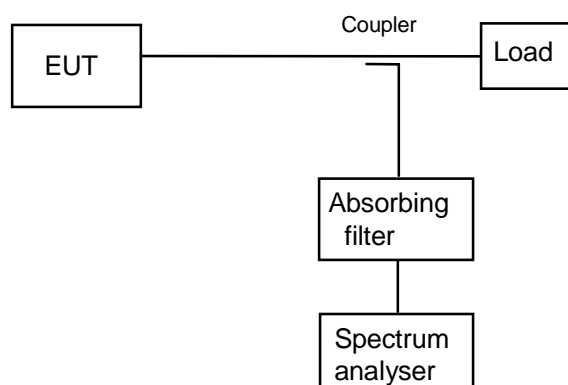 Coupler
EUT
Load
Absorbing
filter
Spectrum
analyser